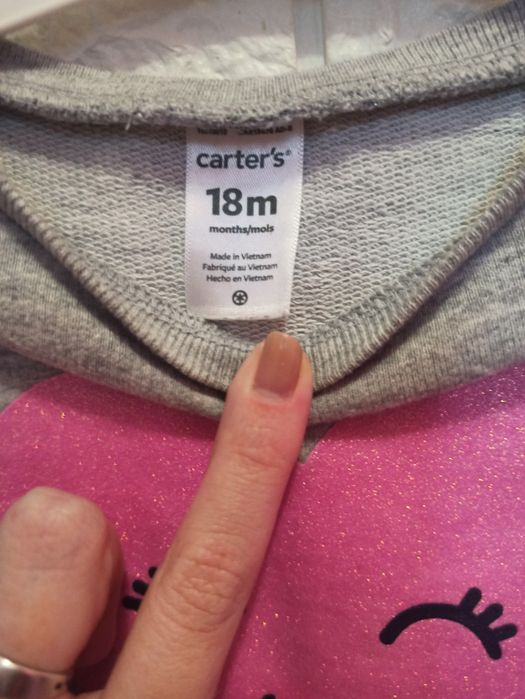 carter's®
18m
months/mois
Made in Vietnam
Fabriqué au Vietnam
Hecho en Vietnam